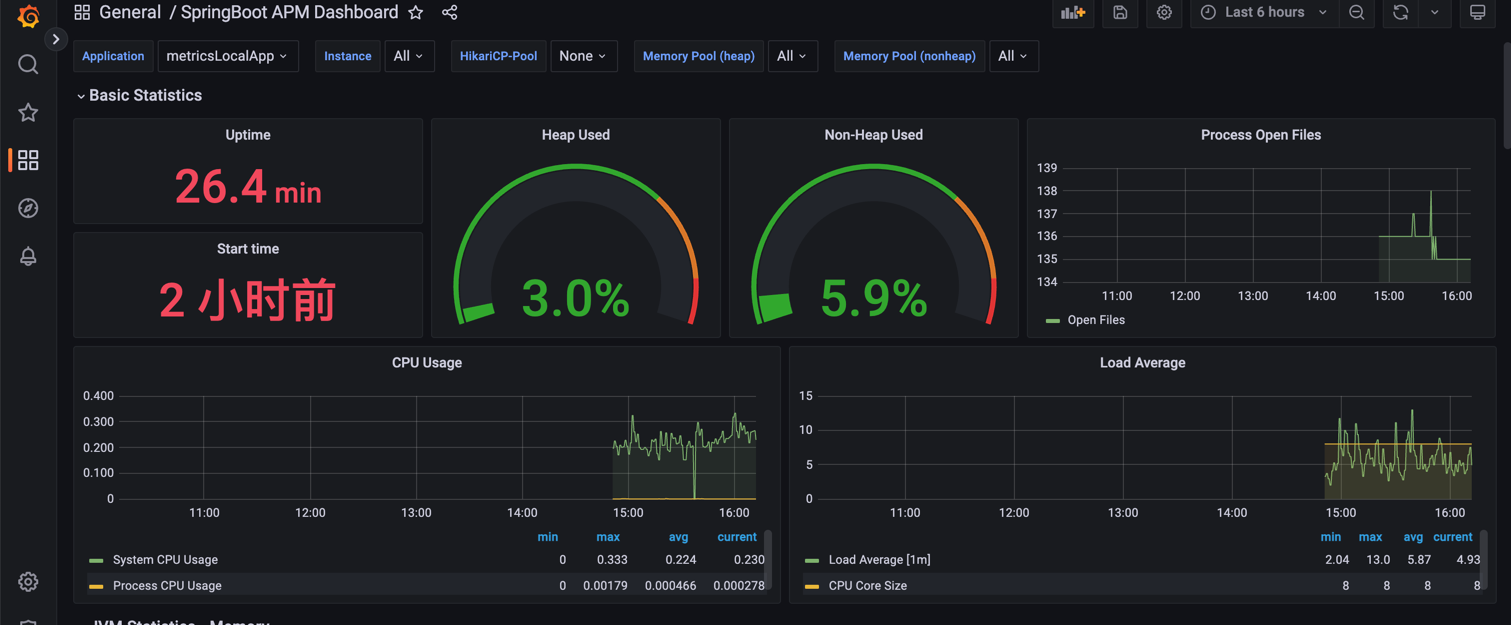 General / SpringBoot APM Dashboard
Last 6 hours
Application metricsLocalApp Instance All HikariCP-Pool None Memory Pool (heap) All Memory Pool (nonheap) All
Basic Statistics
Uptime
26.4 min
Start time
2 小时前
Heap Used
3.0%
Non-Heap Used
5.9%
Process Open Files
139
138
137
136
135
134
11:00 12:00 13:00 14:00 15:00 16:00
Open Files
CPU Usage
0.400
0.300
0.200
0.100
0
11:00 12:00 13:00 14:00 15:00 16:00
min max avg current
System CPU Usage 0 0.333 0.224 0.230
Process CPU Usage 0 0.00179 0.000466 0.000278
Load Average
15
10
5
0
11:00 12:00 13:00 14:00 15:00 16:00
min max avg current
Load Average [1m] 2.04 13.0 5.87 4.93
CPU Core Size 8 8 8 8
JVM Statistics - Memory